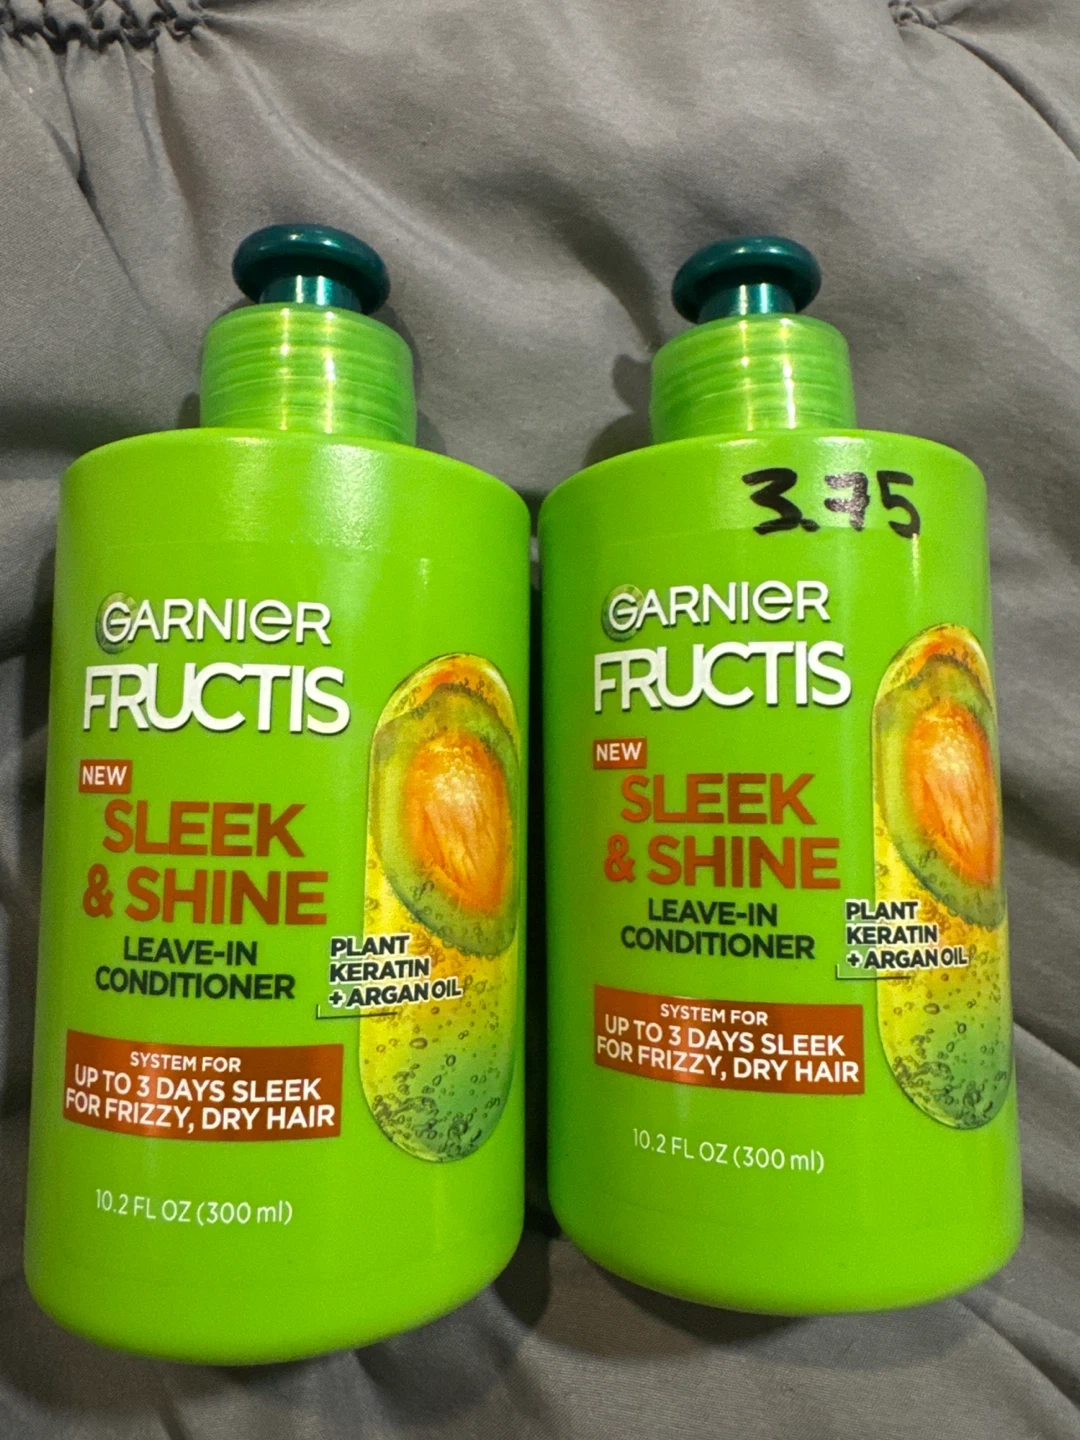 GARNIER
FRUCTIS
NEW
SLEEK
& SHINE
LEAVE-IN
CONDITIONER
PLANT
KERATIN
+ ARGAN OIL
SYSTEM FOR
UP TO 3 DAYS SLEEK
FOR FRIZZY, DRY HAIR
10.2 FL OZ (300 ml)
3.75
GARNIER
FRUCTIS
NEW
SLEEK
& SHINE
LEAVE-IN
CONDITIONER
PLANT
KERATIN
+ ARGAN OIL
SYSTEM FOR
UP TO 3 DAYS SLEEK
FOR FRIZZY, DRY HAIR
10.2 FL OZ (300 ml)